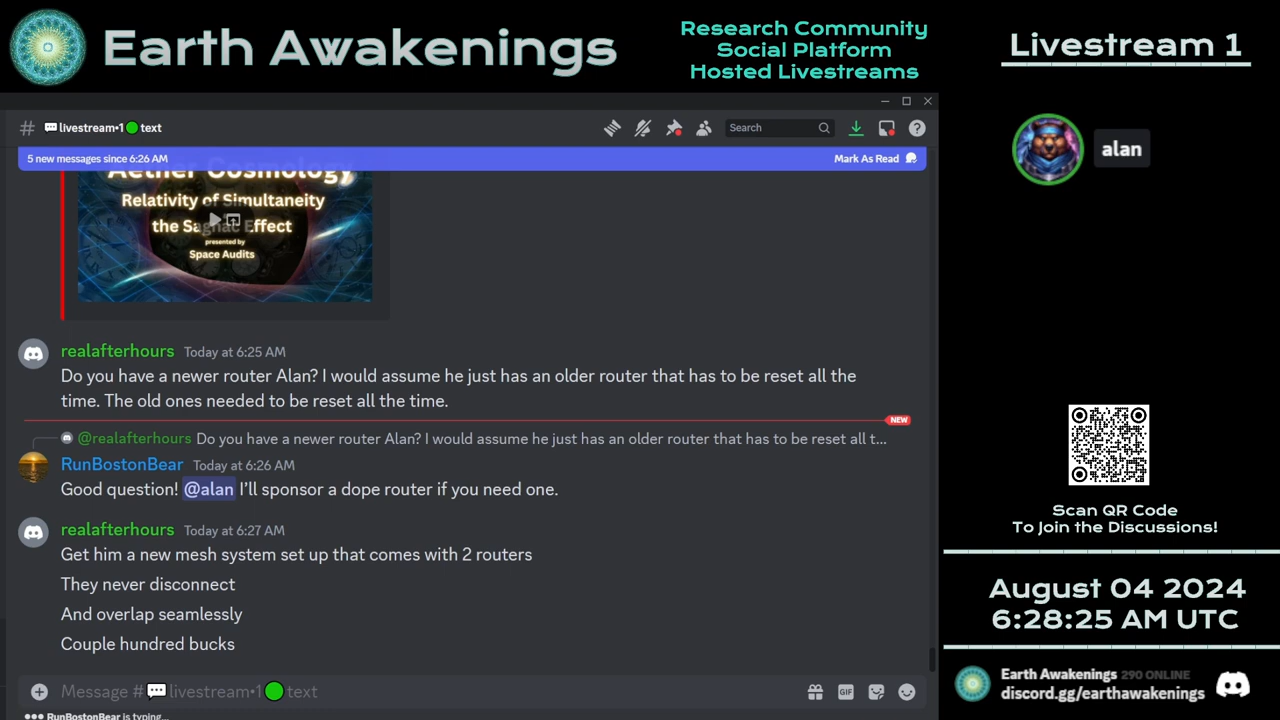 Earth Awakenings
Research Community
Social Platform
Hosted Livestreams
Livestream 1
# 💬livestream•1🟢text
Search
5 new messages since 6:26 AM
Mark As Read
Aether Cosmology
Relativity of Simultaneity
the Sagnac Effect
presented by
Space Audits
realafterhours Today at 6:25 AM
Do you have a newer router Alan? I would assume he just has an older router that has to be reset all the
time. The old ones needed to be reset all the time.
NEW
@realafterhours Do you have a newer router Alan? I would assume he just has an older router that has to be reset all t...
RunBostonBear Today at 6:26 AM
Good question! @alan I'll sponsor a dope router if you need one.
realafterhours Today at 6:27 AM
Get him a new mesh system set up that comes with 2 routers
They never disconnect
And overlap seamlessly
Couple hundred bucks
Message #💬livestream•1🟢text
GIF
RunBostonBear is typing...
alan
Scan QR Code
To Join the Discussions!
August 04 2024
6:28:25 AM UTC
Earth Awakenings 290 ONLINE
discord.gg/earthawakenings